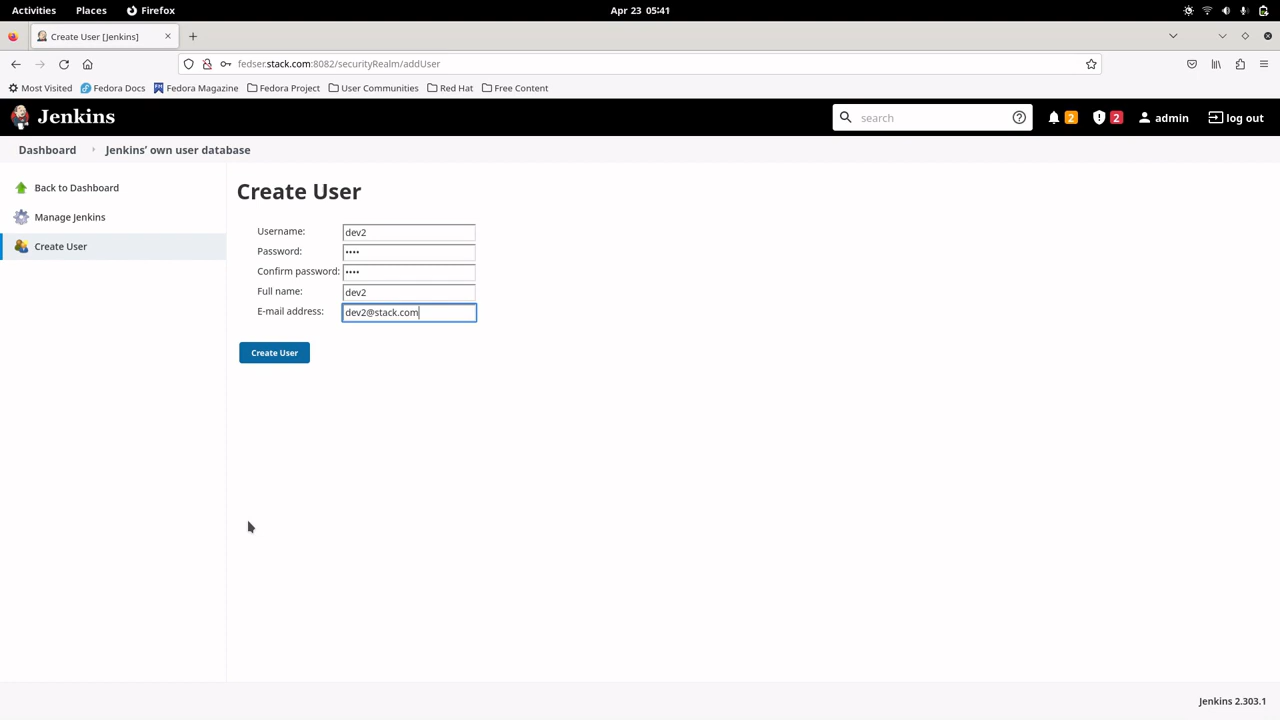 Activities Places Firefox Apr 23 05:41
Create User [Jenkins]
fedser.stack.com:8082/securityRealm/addUser
Most Visited Fedora Docs Fedora Magazine Fedora Project User Communities Red Hat Free Content
Jenkins search 2 2 admin log out
Dashboard Jenkins’ own user database
Back to Dashboard
Manage Jenkins
Create User
Create User
Username: dev2
Password: ••••
Confirm password: ••••
Full name: dev2
E-mail address: dev2@stack.com
Create User
Jenkins 2.303.1